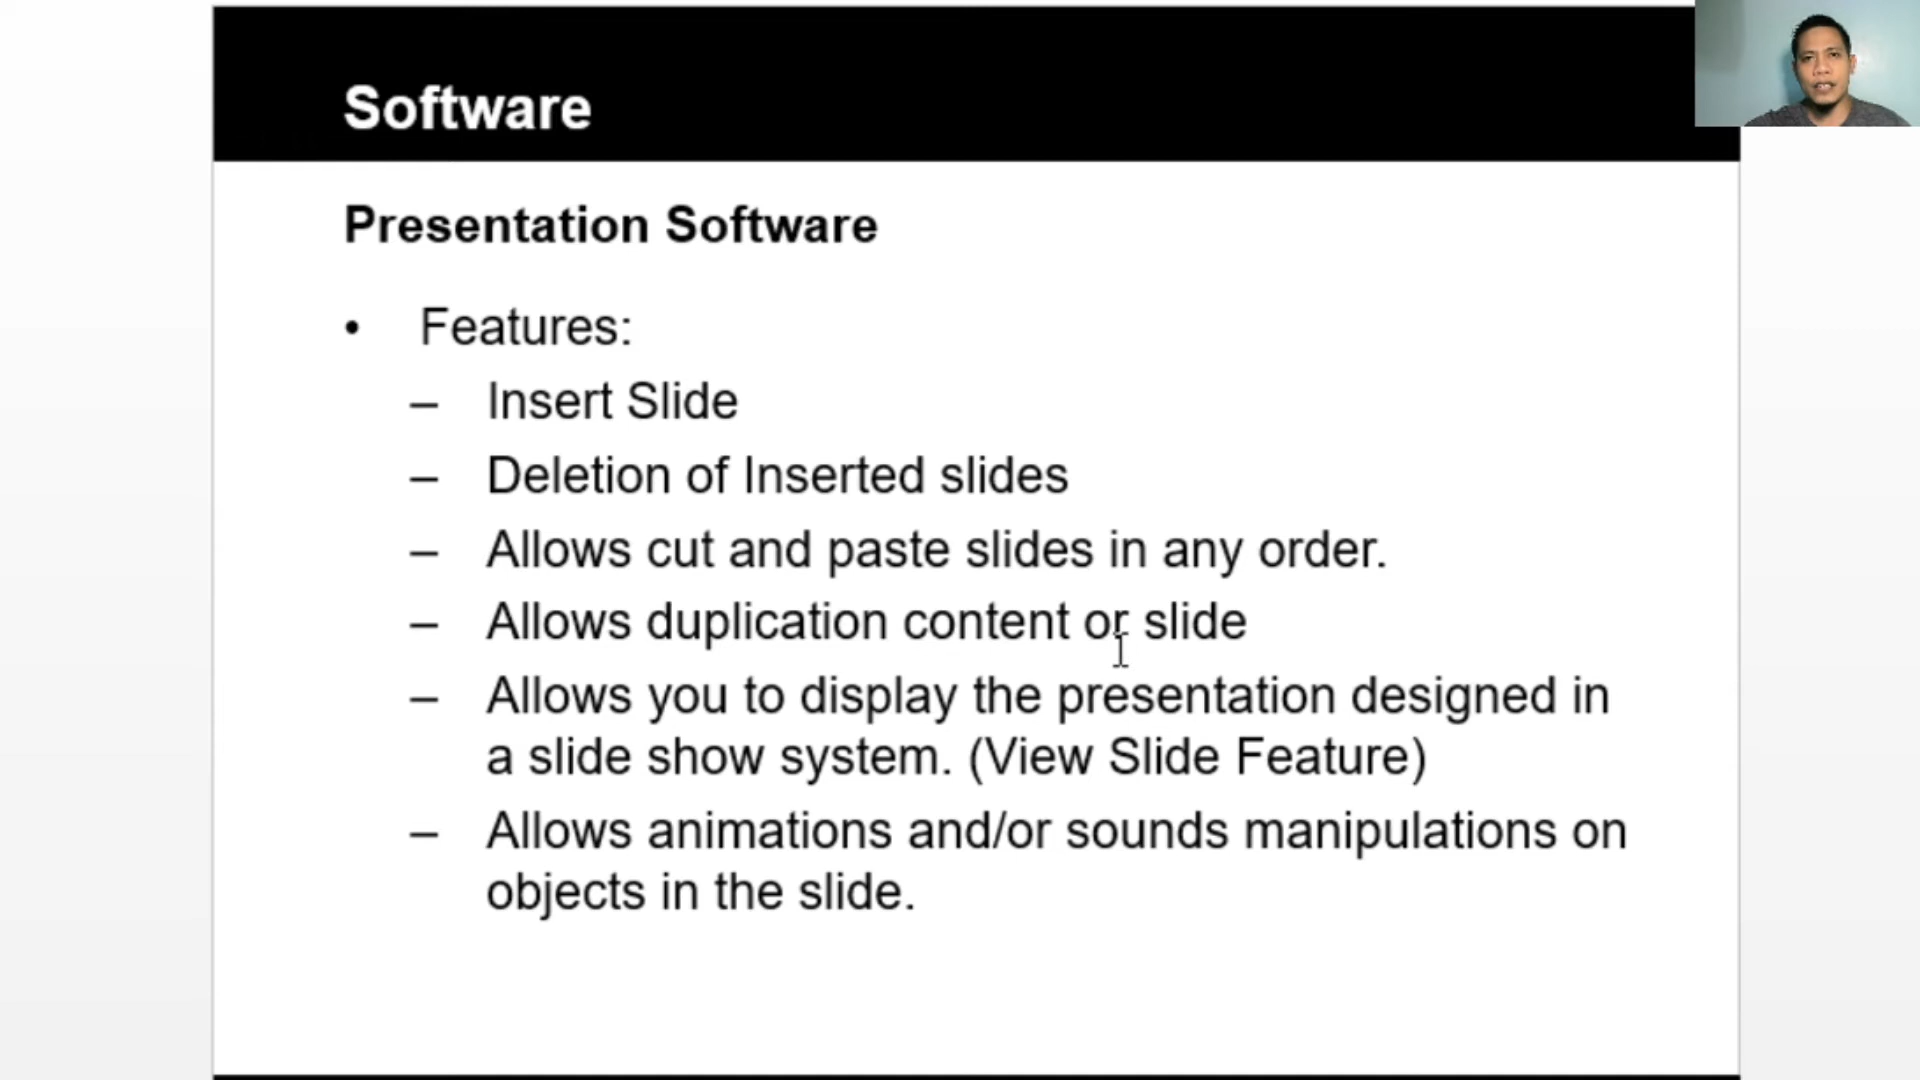 Software
Presentation Software
• Features:
– Insert Slide
– Deletion of Inserted slides
– Allows cut and paste slides in any order.
– Allows duplication content or slide
– Allows you to display the presentation designed in
a slide show system. (View Slide Feature)
– Allows animations and/or sounds manipulations on
objects in the slide.